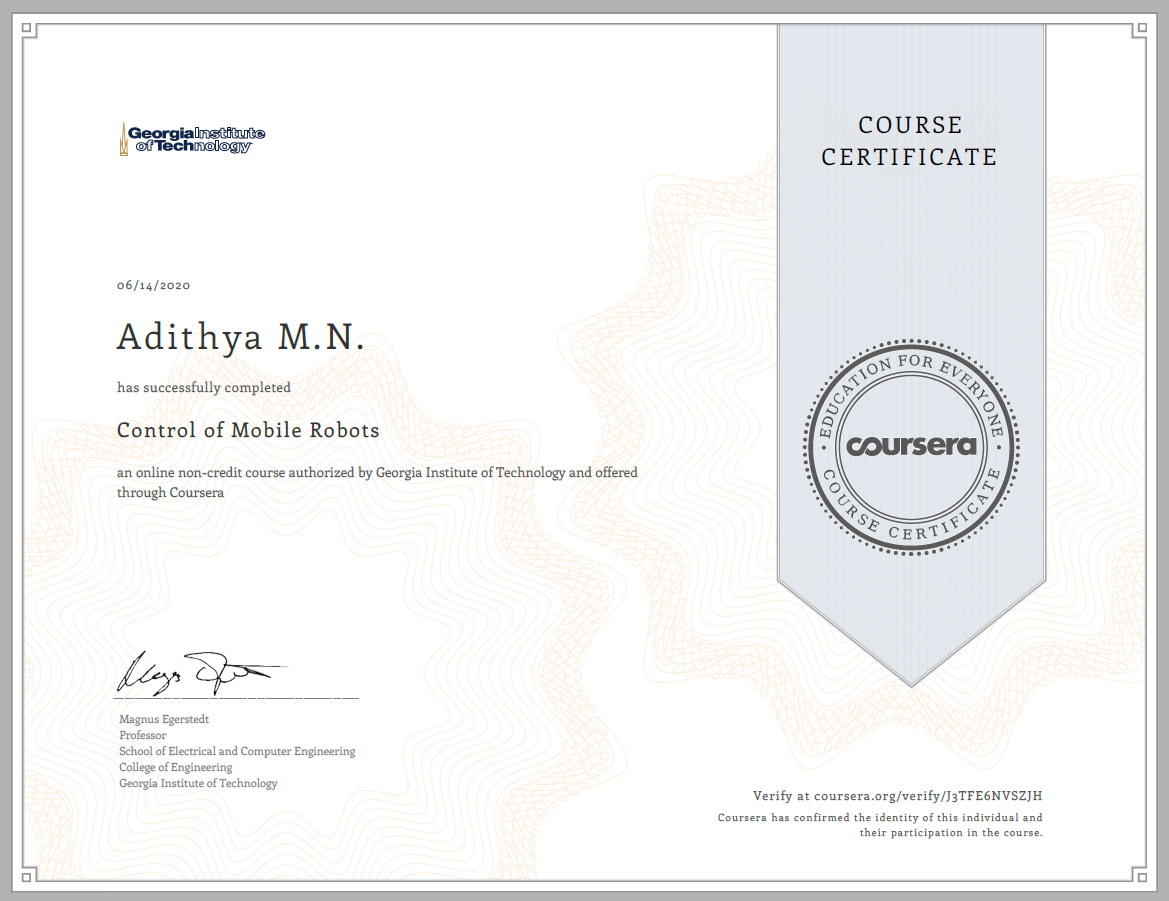 Georgia Institute
of Technology
COURSE
CERTIFICATE
06/14/2020
Adithya M.N.
has successfully completed
Control of Mobile Robots
an online non-credit course authorized by Georgia Institute of Technology and offered
through Coursera
EDUCATION FOR EVERYONE
coursera
COURSE CERTIFICATE
Magnus Egerstedt
Professor
School of Electrical and Computer Engineering
College of Engineering
Georgia Institute of Technology
Verify at coursera.org/verify/J3TFE6NVSZJH
Coursera has confirmed the identity of this individual and
their participation in the course.